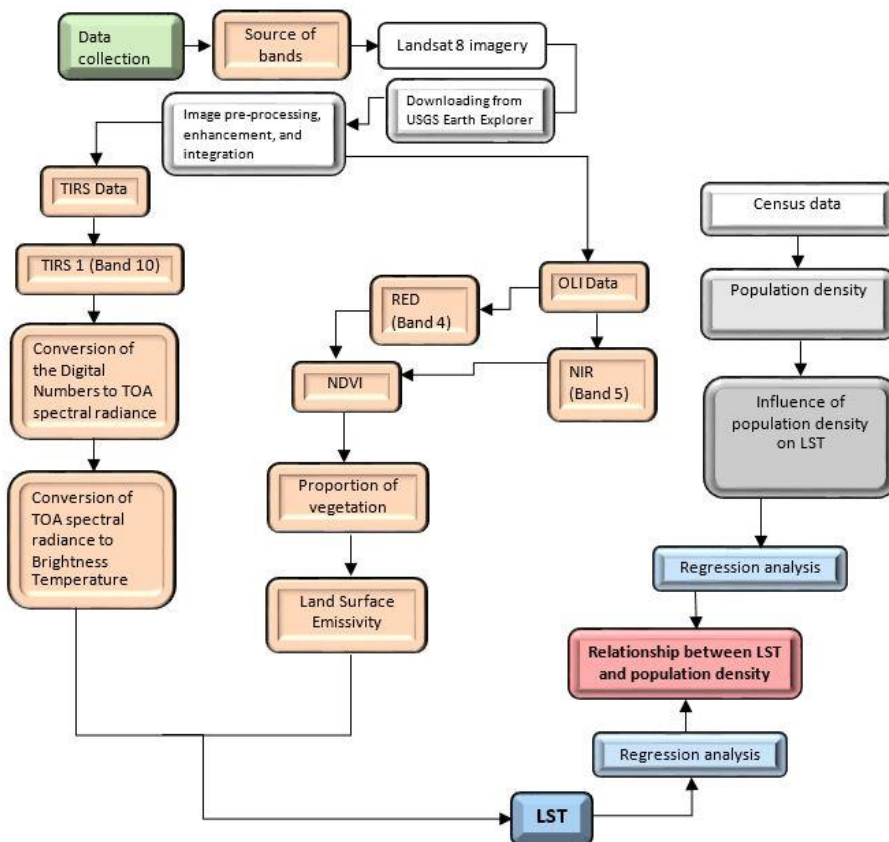 Data
collection
Source of
bands
Landsat 8 imagery
Downloading from
USGS Earth Explorer
Image pre-processing,
enhancement, and
integration
TIRS Data
TIRS 1 (Band 10)
Conversion of
the Digital
Numbers to TOA
spectral radiance
Conversion of
TOA spectral
radiance to
Brightness
Temperature
OLI Data
RED
(Band 4)
NIR
(Band 5)
NDVI
Proportion of
vegetation
Land Surface
Emissivity
Census data
Population density
Influence of
population density
on LST
Regression analysis
Relationship between LST
and population density
Regression analysis
LST